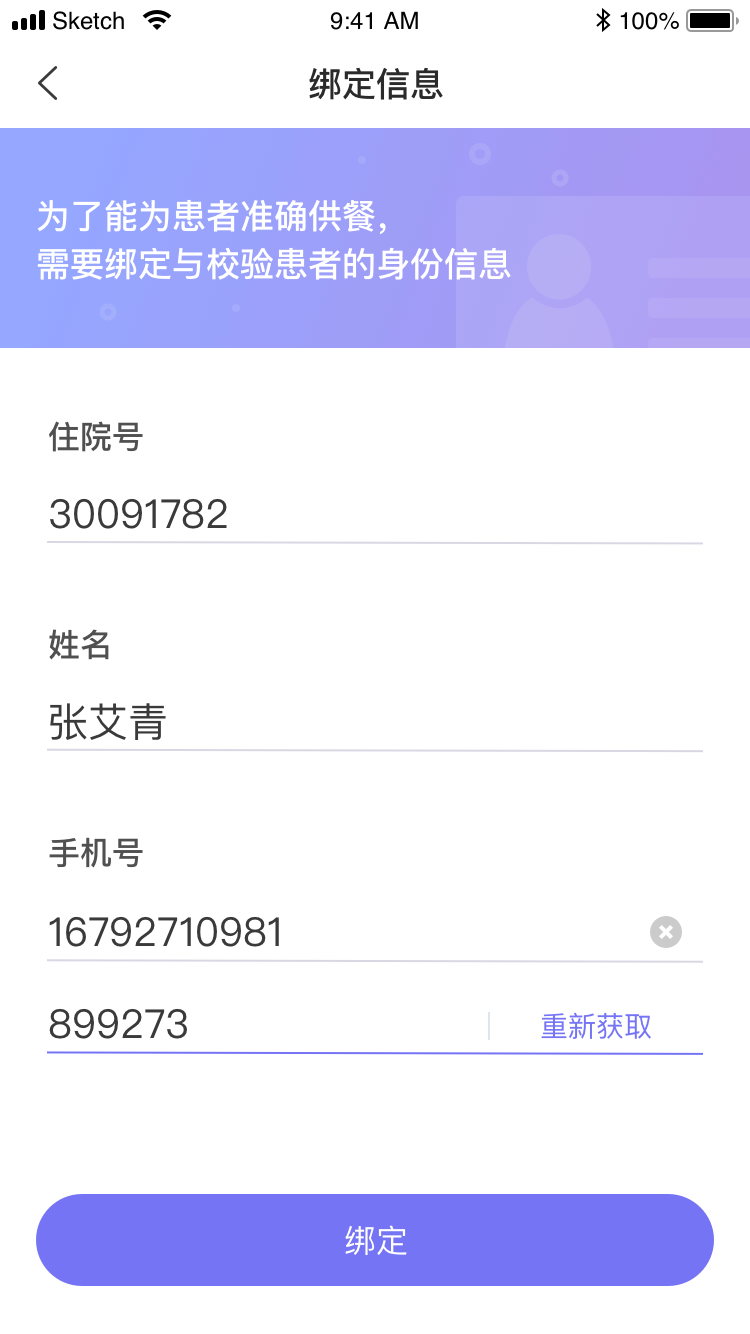 Sketch 9:41 AM 100%
绑定信息
为了能为患者准确供餐，
需要绑定与校验患者的身份信息
住院号
30091782
姓名
张艾青
手机号
16792710981
899273 重新获取
绑定